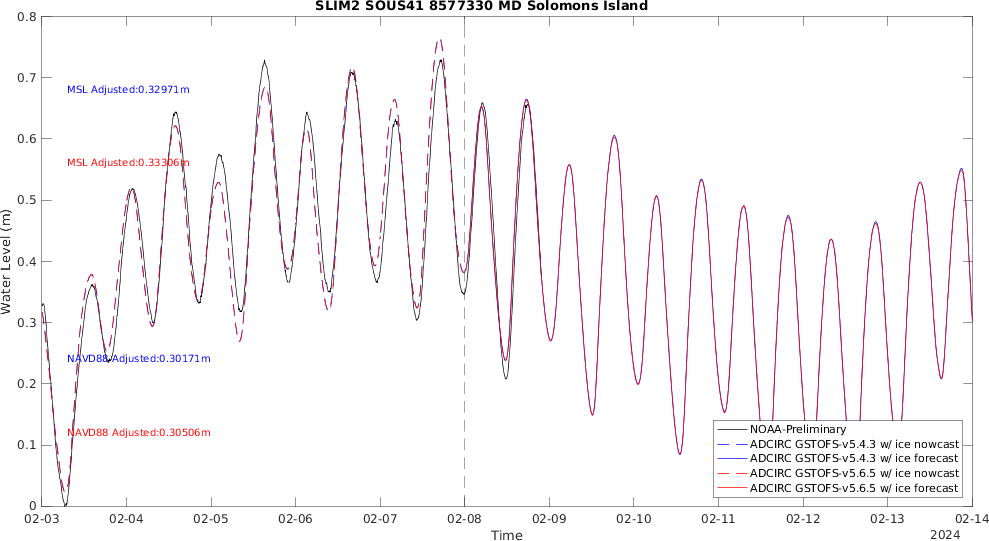 SLIM2 SOUS41 8577330 MD Solomons Island
0.8
0.7
0.6
0.5
0.4
0.3
0.2
0.1
0
Water Level (m)
MSL Adjusted:0.32971m
MSL Adjusted:0.33306m
NAVD88 Adjusted:0.30171m
NAVD88 Adjusted:0.30506m
NOAA-Preliminary
ADCIRC GSTOFS-v5.4.3 w/ ice nowcast
ADCIRC GSTOFS-v5.4.3 w/ ice forecast
ADCIRC GSTOFS-v5.6.5 w/ ice nowcast
ADCIRC GSTOFS-v5.6.5 w/ ice forecast
02-03 02-04 02-05 02-06 02-07 02-08 02-09 02-10 02-11 02-12 02-13 02-14
Time
2024